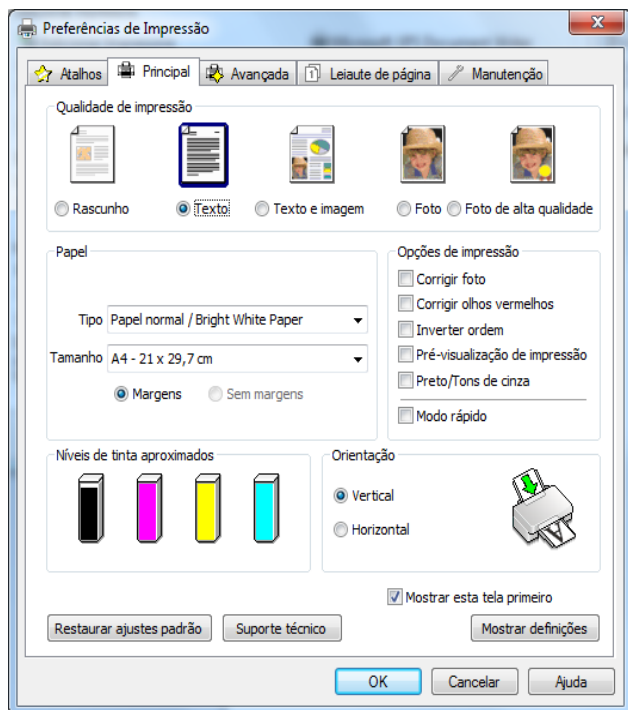 Preferências de Impressão
Atalhos Principal Avançada Leiaute de página Manutenção
Qualidade de impressão
Rascunho Texto Texto e imagem Foto Foto de alta qualidade
Papel
Tipo Papel normal / Bright White Paper
Tamanho A4 - 21 x 29,7 cm
Margens Sem margens
Opções de impressão
Corrigir foto
Corrigir olhos vermelhos
Inverter ordem
Pré-visualização de impressão
Preto/Tons de cinza
Modo rápido
Níveis de tinta aproximados
Orientação
Vertical
Horizontal
Mostrar esta tela primeiro
Restaurar ajustes padrão Suporte técnico Mostrar definições
OK Cancelar Ajuda